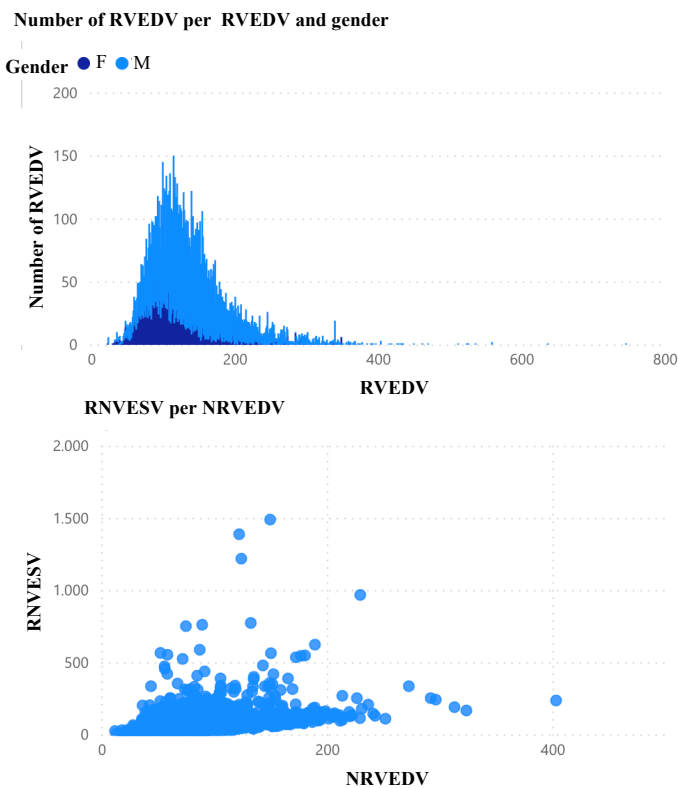 Number of RVEDV per RVEDV and gender
Gender F M
200
150
100
50
0
Number of RVEDV
0 200 400 600 800
RVEDV
RNVESV per NRVEDV
2.000
1.500
1.000
500
0
RNVESV
0 200 400
NRVEDV